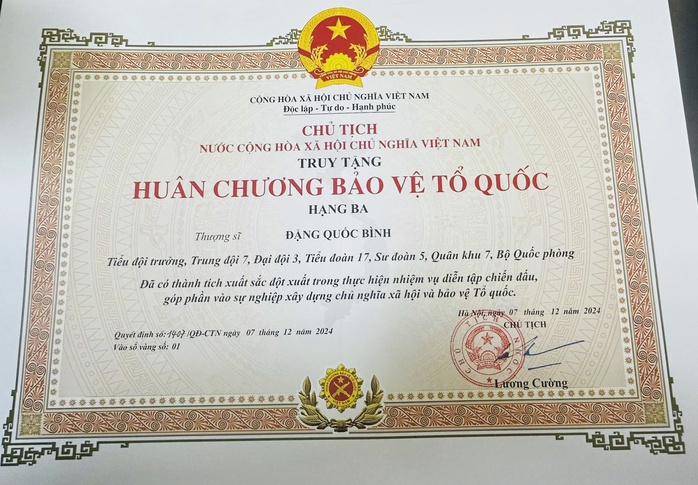 VIỆT NAM
CỘNG HÒA XÃ HỘI CHỦ NGHĨA VIỆT NAM
Độc lập - Tự do - Hạnh phúc
CHỦ TỊCH
NƯỚC CỘNG HÒA XÃ HỘI CHỦ NGHĨA VIỆT NAM
TRUY TẶNG
HUÂN CHƯƠNG BẢO VỆ TỔ QUỐC
HẠNG BA
Thượng sĩ ĐẶNG QUỐC BÌNH
Tiểu đội trưởng, Trung đội 7, Đại đội 3, Tiểu đoàn 17, Sư đoàn 5, Quân khu 7, Bộ Quốc phòng
Đã có thành tích xuất sắc đột xuất trong thực hiện nhiệm vụ diễn tập chiến đấu,
góp phần vào sự nghiệp xây dựng chủ nghĩa xã hội và bảo vệ Tổ quốc.
Hà Nội, ngày 07 tháng 12 năm 2024
CHỦ TỊCH
Quyết định số: /QĐ-CTN ngày 07 tháng 12 năm 2024
Vào sổ vàng số: 01
CHỦ TỊCH NƯỚC
Lương Cường